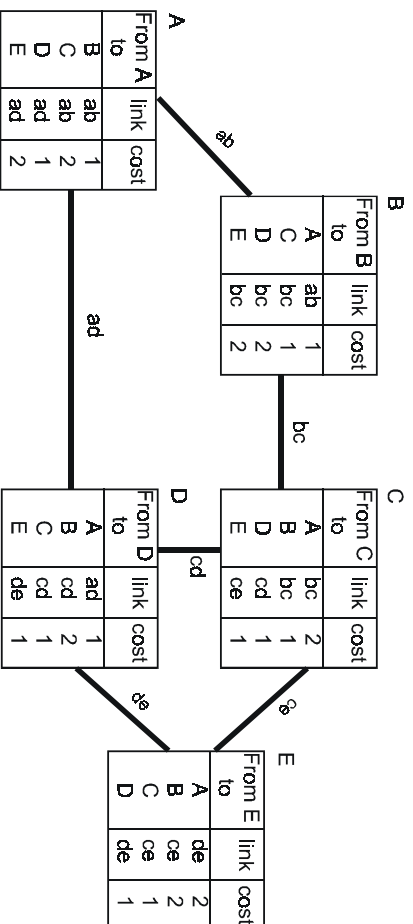 A
From A to link cost
B ab 1
C ab 2
D ad 1
E ad 2
ab
B
From B to link cost
A ab 1
C bc 1
D bc 2
E bc 2
ad
bc
C
From C to link cost
A bc 2
B bc 1
D cd 1
E ce 1
cd
D
From D to link cost
A ad 1
B cd 2
C cd 1
E de 1
de
ce
E
From E to link cost
A de 2
B ce 2
C ce 1
D de 1